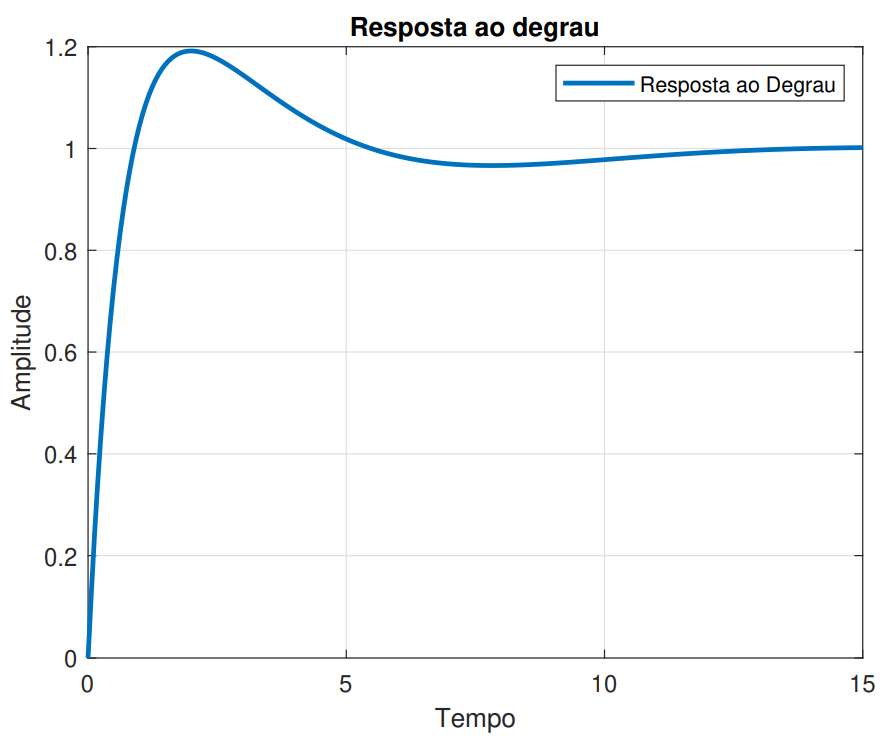 Resposta ao degrau
Resposta ao Degrau
Amplitude
1.2
1
0.8
0.6
0.4
0.2
0
0 5 10 15
Tempo